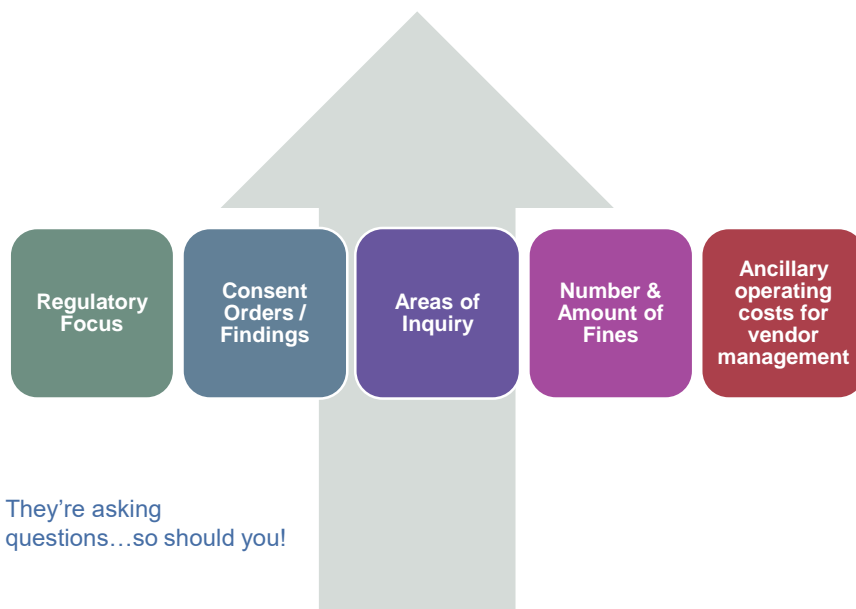 Regulatory
Focus
Consent
Orders /
Findings
Areas of
Inquiry
Number &
Amount of
Fines
Ancillary
operating
costs for
vendor
management
They’re asking
questions…so should you!